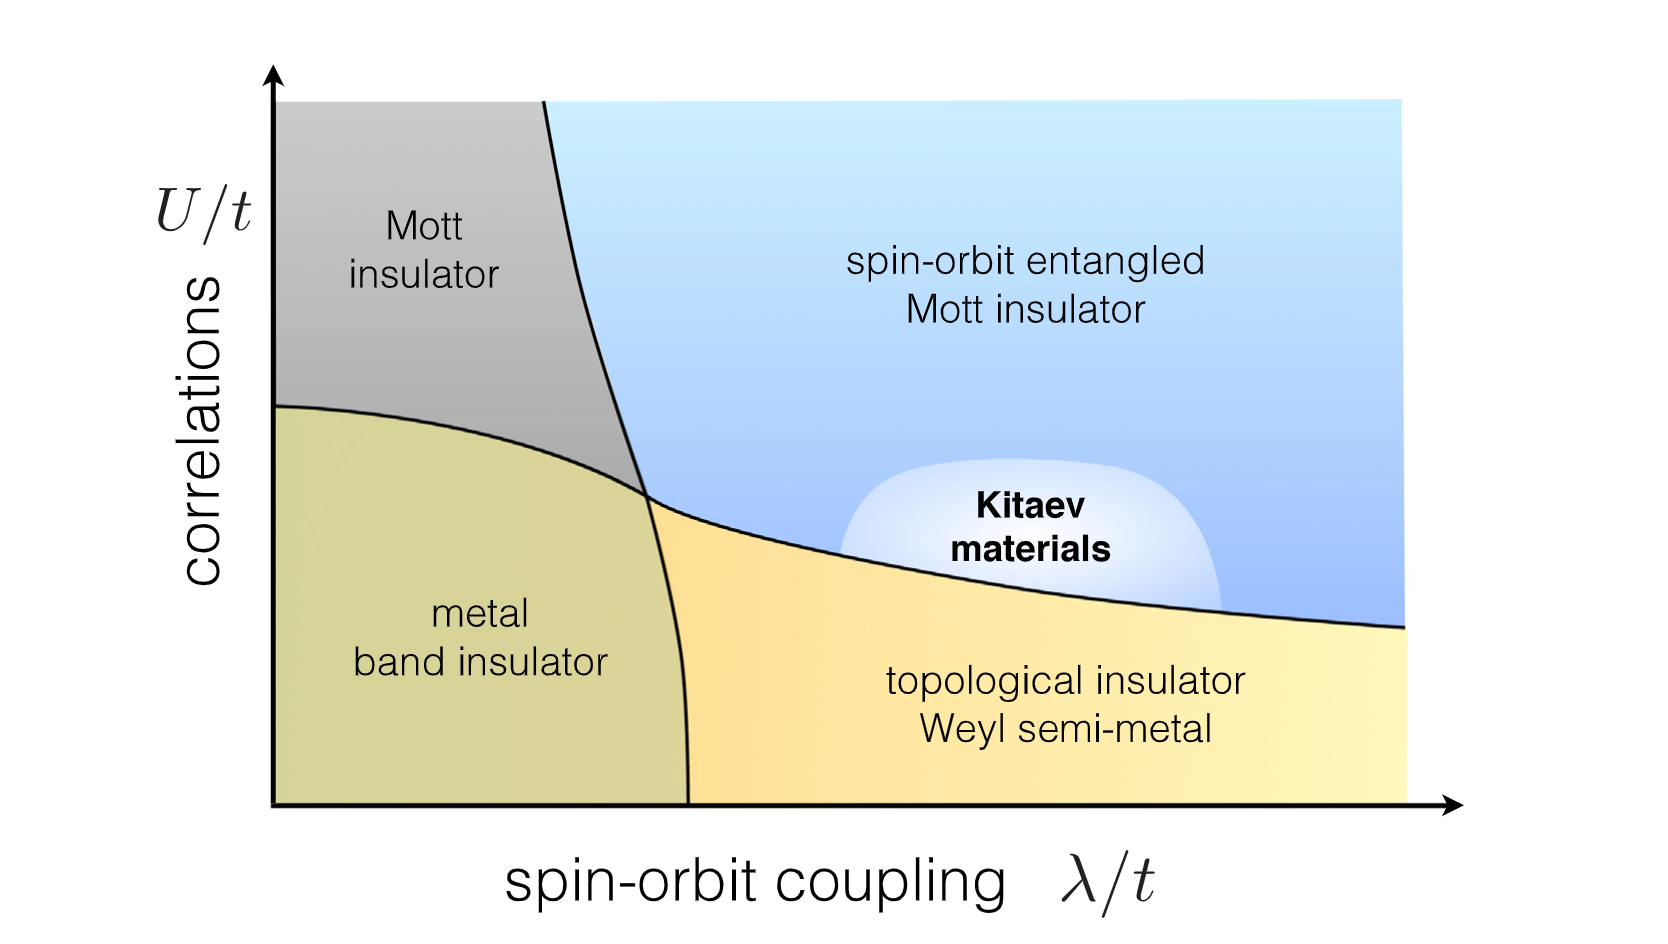 U/t
correlations
Mott
insulator
spin-orbit entangled
Mott insulator
Kitaev
materials
metal
band insulator
topological insulator
Weyl semi-metal
spin-orbit coupling λ/t